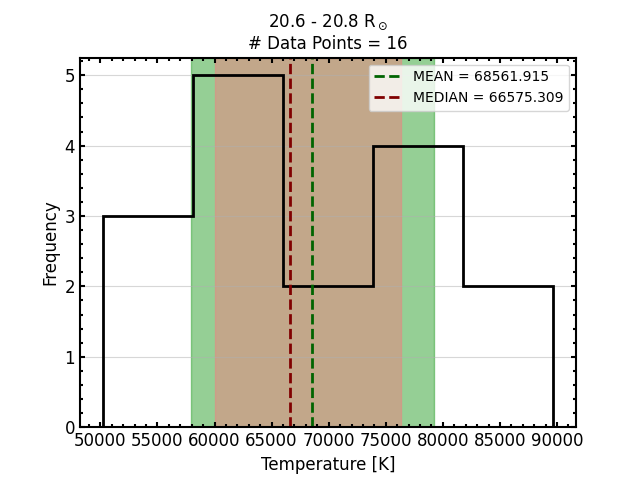 20.6 - 20.8 R⊙
# Data Points = 16
MEAN = 68561.915
MEDIAN = 66575.309
5
4
3
2
1
0
Frequency
50000 55000 60000 65000 70000 75000 80000 85000 90000
Temperature [K]